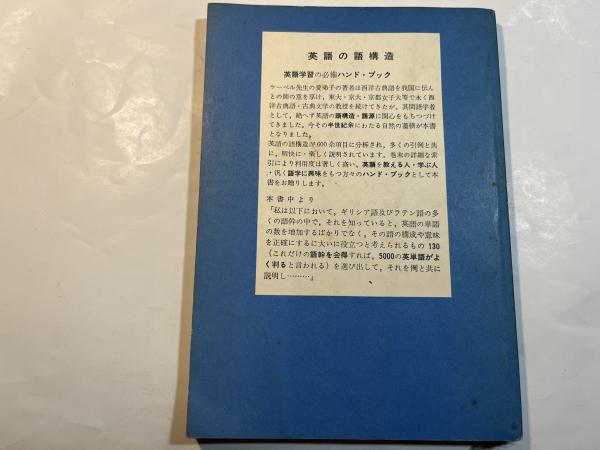 英語の語構造
英語学習の必備ハンド・ブック
ケーベル先生の愛弟子の著者は西洋古典語を我国に伝え
との師の意を享け，東大・京大・京都女子大等で永く西
洋古典語・古典文学の教授を続けてきたが，其間語学者
として，絶へず英語の語構造・語源に関心をもちつづけ
てきました。今その半世紀余にわたる自然の蓄積が本書
となりました。
英語の語構造が600余項目に分析され，多くの引例と共
に，明快に・楽しく説明されています。巻末の詳細な索
引により利用度は著しく高い。英語を教える人・学ぶ人
・汎く語学に興味をもつ方々のハンド・ブックとして本
書をお贈りします。
本書中より
「私は以下において，ギリシア語及びラテン語の多
くの語幹の中で，それを知っていると，英語の単語
の数を増加するばかりでなく，その語の構成や意味
を正確にするに大いに役立つと考えられるもの 130
（これだけの語幹を会得すれば，5000の英単語がよ
く判ると言われる）を選び出して，それを例と共に
説明し………』